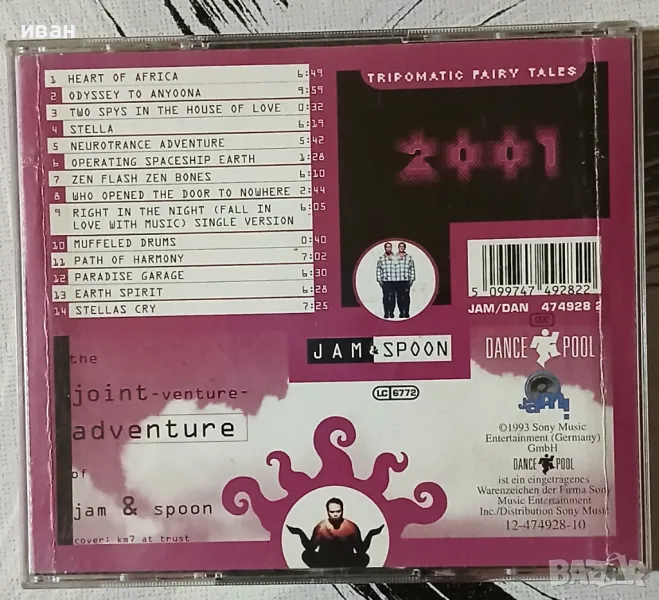 иван
1 HEART OF AFRICA 6:49
2 ODYSSEY TO ANYOONA 9:59
3 TWO SPYS IN THE HOUSE OF LOVE 0:32
4 STELLA 6:19
5 NEUROTRANCE ADVENTURE 5:42
6 OPERATING SPACESHIP EARTH 1:28
7 ZEN FLASH ZEN BONES 6:10
8 WHO OPENED THE DOOR TO NOWHERE 2:44
9 RIGHT IN THE NIGHT (FALL IN 6:05
LOVE WITH MUSIC) SINGLE VERSION
10 MUFFELED DRUMS 0:40
11 PATH OF HARMONY 7:02
12 PARADISE GARAGE 6:30
13 EARTH SPIRIT 6:28
14 STELLAS CRY 7:25
TRIPOMATIC FAIRY TALES
2001
5 099747 492822
JAM/DAN 474928 2
JAM & SPOON
DANCE POOL
LC 6772
the
joint-venture-
adventure
of
jam & spoon
cover: km7 at trust
JAM!
©1993 Sony Music
Entertainment (Germany)
GmbH
DANCE POOL
ist ein eingetragenes
Warenzeichen der Firma Sony
Music Entertainment
Inc./Distribution Sony Music
12-474928-10
BAZAR